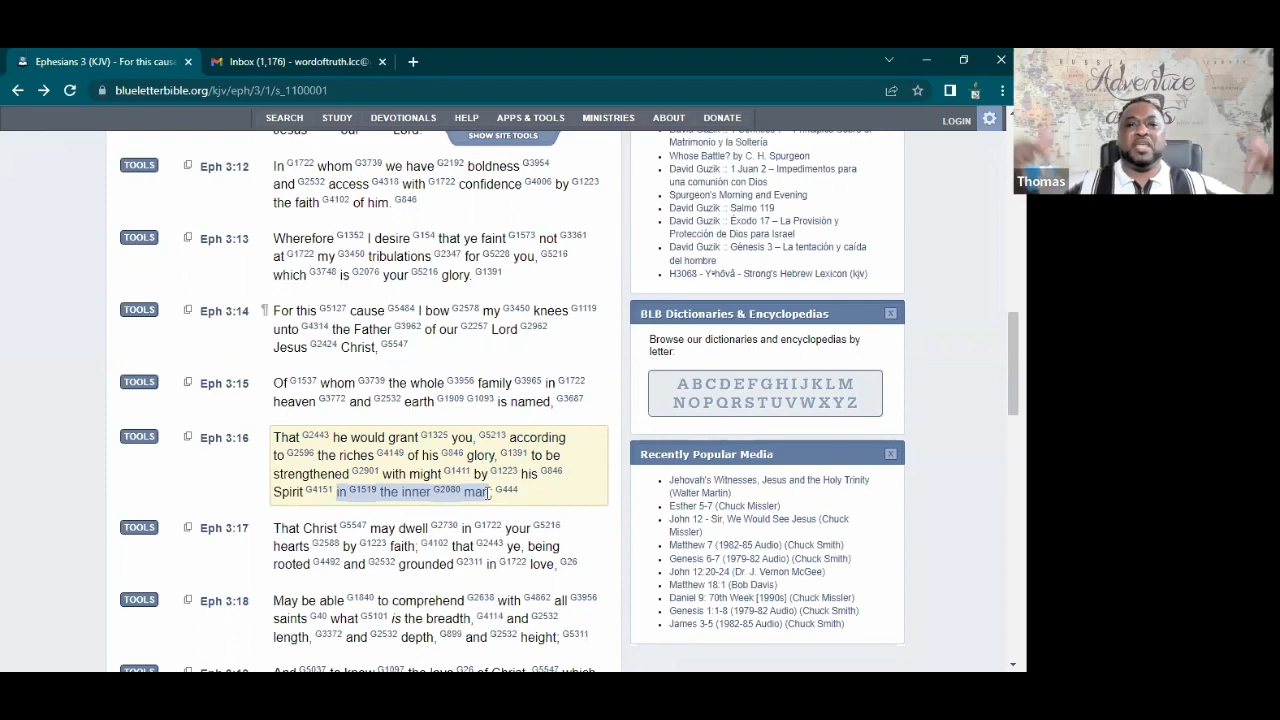 Ephesians 3 (KJV) - For this caus
Inbox (1,176) - wordoftruth.lcc@
blueletterbible.org/kjv/eph/3/1/s_1100001
SEARCH STUDY DEVOTIONALS HELP APPS & TOOLS MINISTRIES ABOUT DONATE LOGIN
SHOW SITE TOOLS
Jesus our Lord:
TOOLS Eph 3:12 In G1722 whom G3739 we have G2192 boldness G3954
and G2532 access G4318 with G1722 confidence G4006 by G1223
the faith G4102 of him. G846
TOOLS Eph 3:13 Wherefore G1352 I desire G154 that ye faint G1573 not G3361
at G1722 my G3450 tribulations G2347 for G5228 you, G5216
which G3748 is G2076 your G5216 glory. G1391
TOOLS Eph 3:14 ¶ For this G5127 cause G5484 I bow G2578 my G3450 knees G1119
unto G4314 the Father G3962 of our G2257 Lord G2962
Jesus G2424 Christ, G5547
TOOLS Eph 3:15 Of G1537 whom G3739 the whole G3956 family G3965 in G1722
heaven G3772 and G2532 earth G1909 G1093 is named, G3687
TOOLS Eph 3:16 That G2443 he would grant G1325 you, G5213 according
to G2596 the riches G4149 of his G846 glory, G1391 to be
strengthened G2901 with might G1411 by G1223 his G846
Spirit G4151 in G1519 the inner G2080 man; G444
TOOLS Eph 3:17 That Christ G5547 may dwell G2730 in G1722 your G5216
hearts G2588 by G1223 faith; G4102 that G2443 ye, being
rooted G4492 and G2532 grounded G2311 in G1722 love, G26
TOOLS Eph 3:18 May be able G1840 to comprehend G2638 with G4862 all G3956
saints G40 what G5101 is the breadth, G4114 and G2532
length, G3372 and G2532 depth, G899 and G2532 height; G5311
And G5037 to know G1097 the love G26 of Christ, G5547 which
Matrimonio y la Soltería
Whose Battle? by C. H. Spurgeon
David Guzik :: 1 Juan 2 – Impedimentos para
una comunión con Dios
Spurgeon's Morning and Evening
David Guzik :: Salmo 119
David Guzik :: Éxodo 17 – La Provisión y
Protección de Dios para Israel
David Guzik :: Génesis 3 – La tentación y caída
del hombre
H3068 - Yᵊhōvâ - Strong's Hebrew Lexicon (kjv)
BLB Dictionaries & Encyclopedias
Browse our dictionaries and encyclopedias by
letter:
A B C D E F G H I J K L M
N O P Q R S T U V W X Y Z
Recently Popular Media
Jehovah's Witnesses, Jesus and the Holy Trinity
(Walter Martin)
Esther 5-7 (Chuck Missler)
John 12 - Sir, We Would See Jesus (Chuck
Missler)
Matthew 7 (1982-85 Audio) (Chuck Smith)
Genesis 6-7 (1979-82 Audio) (Chuck Smith)
John 12:20-24 (Dr. J. Vernon McGee)
Matthew 18:1 (Bob Davis)
Daniel 9: 70th Week [1990s] (Chuck Missler)
Genesis 1:1-8 (1979-82 Audio) (Chuck Smith)
James 3-5 (1982-85 Audio) (Chuck Smith)
RUSSIA
Adventure
Thomas